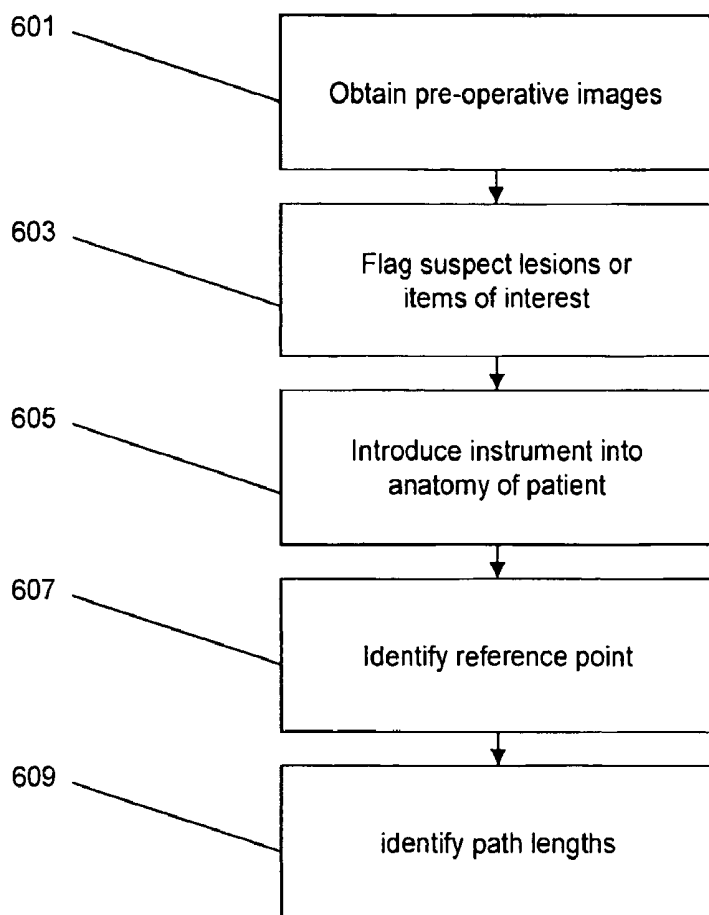 601
Obtain pre-operative images
603
Flag suspect lesions or
items of interest
605
Introduce instrument into
anatomy of patient
607
Identify reference point
609
identify path lengths